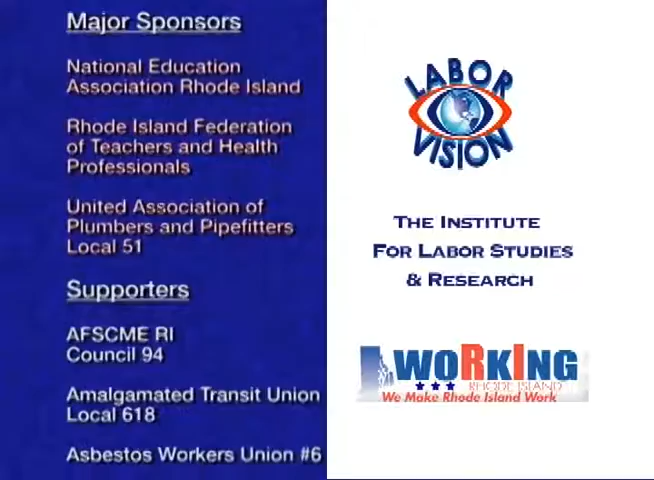 Major Sponsors
National Education
Association Rhode Island
Rhode Island Federation
of Teachers and Health
Professionals
United Association of
Plumbers and Pipefitters
Local 51
Supporters
AFSCME RI
Council 94
Amalgamated Transit Union
Local 618
Asbestos Workers Union #6
LABOR
VISION
THE INSTITUTE
FOR LABOR STUDIES
& RESEARCH
WORKING
RHODE ISLAND
We Make Rhode Island Work